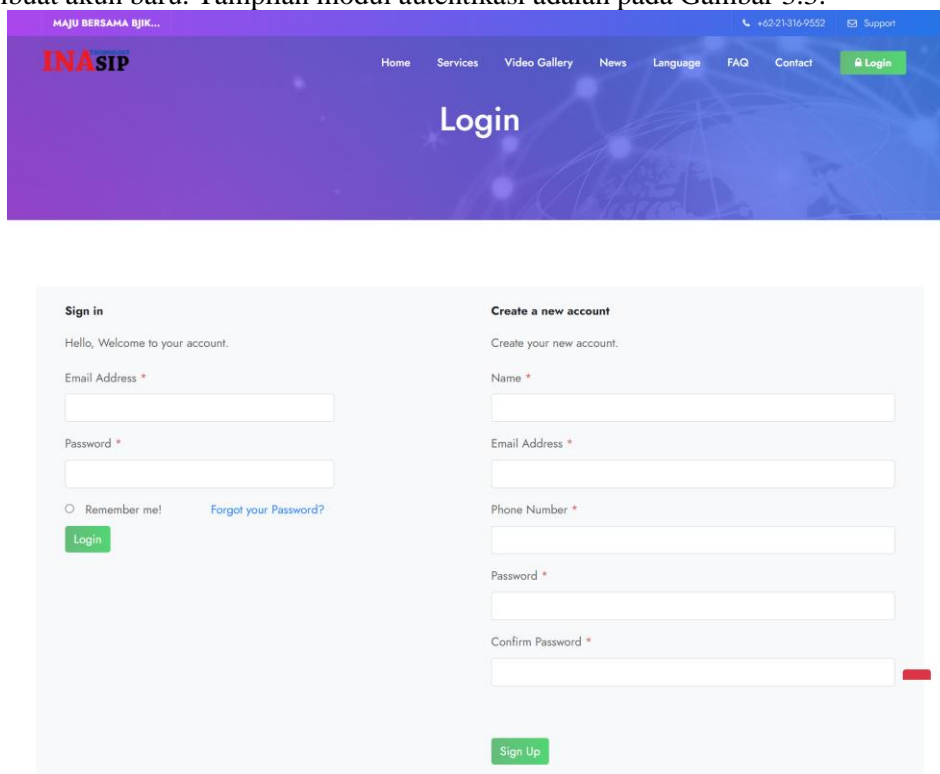 buat akun baru. Tampilan modul autentikasi adalah pada Gambar 3.3.
MAJU BERSAMA BJIK...
+62-21-316-9552 Support
TECHNOLOGY
INASIP
Home Services Video Gallery News Language FAQ Contact Login
Login
Sign in
Hello, Welcome to your account.
Email Address *
Password *
Remember me! Forgot your Password?
Login
Create a new account
Create your new account.
Name *
Email Address *
Phone Number *
Password *
Confirm Password *
Sign Up